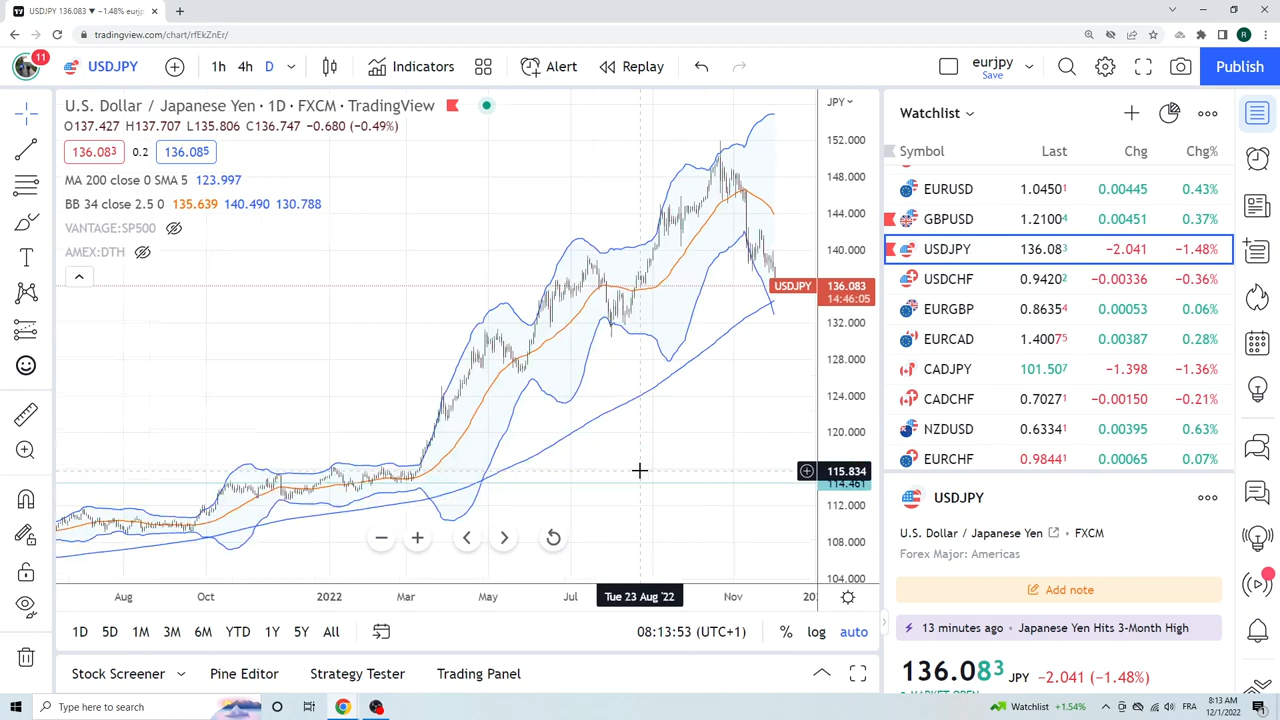 USDJPY 136.083 ▼ −1.48% eurjp
tradingview.com/chart/rfEkZnEr/
R
11
USDJPY
1h 4h D
Indicators
Alert
Replay
eurjpy
Save
Publish
U.S. Dollar / Japanese Yen · 1D · FXCM · TradingView
O137.427 H137.707 L135.806 C136.747 −0.680 (−0.49%)
136.083 0.2 136.085
MA 200 close 0 SMA 5 123.997
BB 34 close 2.5 0 135.639 140.490 130.788
VANTAGE:SP500
AMEX:DTH
JPY
152.000
148.000
144.000
140.000
USDJPY 136.083
14:46:05
132.000
128.000
124.000
120.000
115.834
114.461
112.000
108.000
104.000
Aug Oct 2022 Mar May Jul Tue 23 Aug '22 Nov 20
1D 5D 1M 3M 6M YTD 1Y 5Y All
08:13:53 (UTC+1) % log auto
Stock Screener Pine Editor Strategy Tester Trading Panel
Watchlist
Symbol Last Chg Chg%
EURUSD 1.04501 0.00445 0.43%
GBPUSD 1.21004 0.00451 0.37%
USDJPY 136.083 −2.041 −1.48%
USDCHF 0.94202 −0.00336 −0.36%
EURGBP 0.86354 0.00053 0.06%
EURCAD 1.40075 0.00387 0.28%
CADJPY 101.507 −1.398 −1.36%
CADCHF 0.70271 −0.00150 −0.21%
NZDUSD 0.63341 0.00395 0.63%
EURCHF 0.98441 0.00065 0.07%
USDJPY
U.S. Dollar / Japanese Yen • FXCM
Forex Major: Americas
Add note
13 minutes ago • Japanese Yen Hits 3-Month High
136.083 JPY −2.041 (−1.48%)
Type here to search
Watchlist +1.54%
FRA
8:13 AM
12/1/2022
1